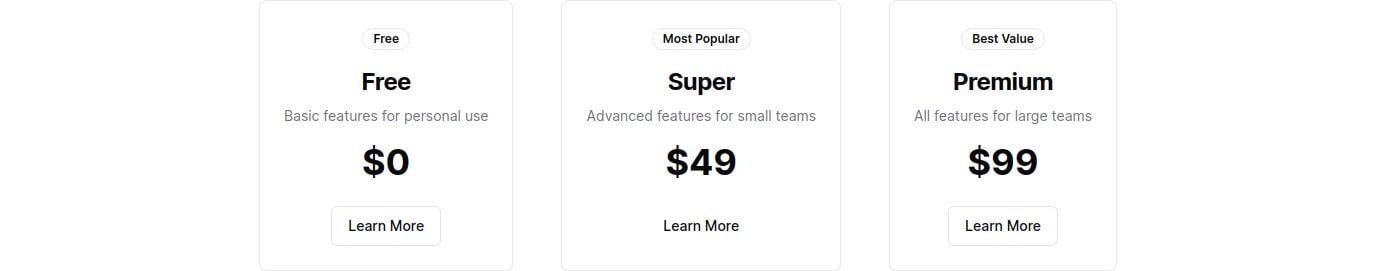 Free
Free
Basic features for personal use
$0
Learn More
Most Popular
Super
Advanced features for small teams
$49
Learn More
Best Value
Premium
All features for large teams
$99
Learn More